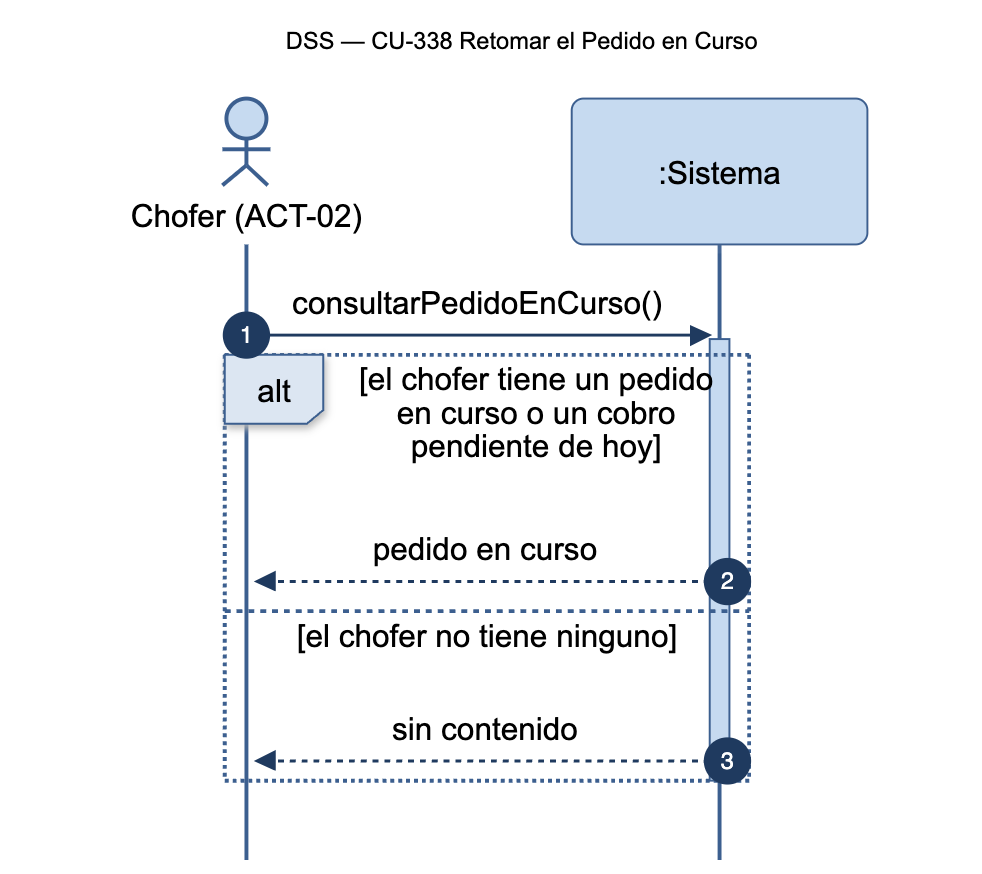 DSS — CU-338 Retomar el Pedido en Curso
Chofer (ACT-02)
:Sistema
consultarPedidoEnCurso()
1
alt
[el chofer tiene un pedido
en curso o un cobro
pendiente de hoy]
pedido en curso
2
[el chofer no tiene ninguno]
sin contenido
3